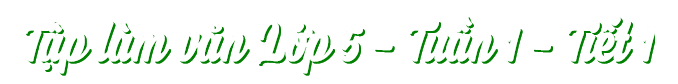 Tập làm văn Lớp 5 - Tuần 1 - Tiết 1